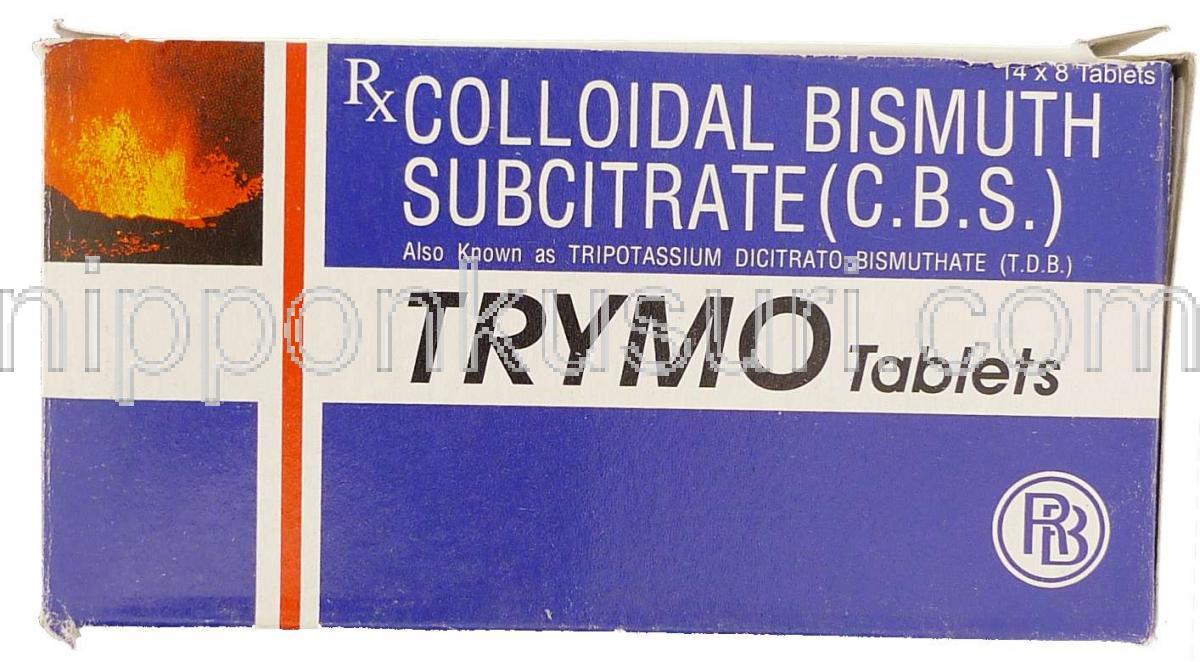 14 x 8 Tablets
Rx COLLOIDAL BISMUTH
SUBCITRATE (C.B.S.)
Also Known as TRIPOTASSIUM DICITRATO-BISMUTHATE (T.D.B.)
nipponkusuri.com
TRYMO Tablets
RB